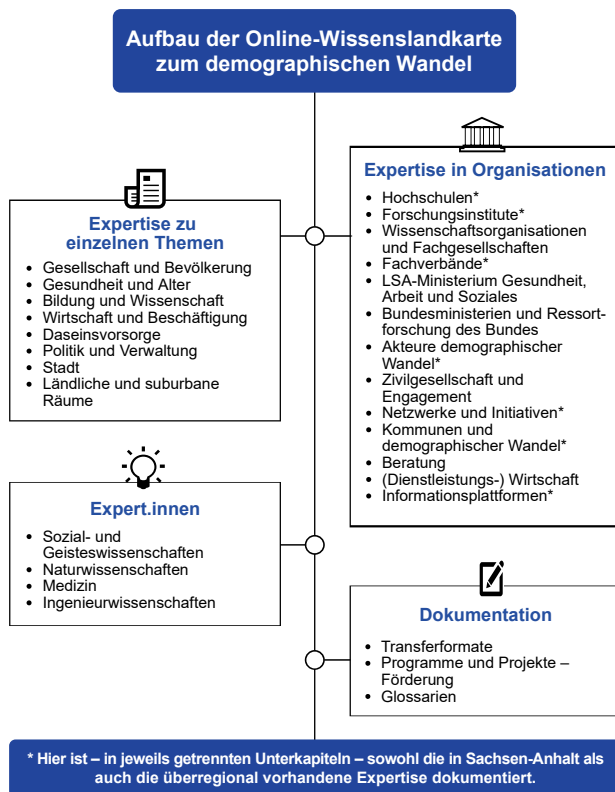 Aufbau der Online-Wissenslandkarte
zum demographischen Wandel
Expertise zu
einzelnen Themen
• Gesellschaft und Bevölkerung
• Gesundheit und Alter
• Bildung und Wissenschaft
• Wirtschaft und Beschäftigung
• Daseinsvorsorge
• Politik und Verwaltung
• Stadt
• Ländliche und suburbane
Räume
Expertise in Organisationen
• Hochschulen*
• Forschungsinstitute*
• Wissenschaftsorganisationen
und Fachgesellschaften
• Fachverbände*
• LSA-Ministerium Gesundheit,
Arbeit und Soziales
• Bundesministerien und Ressort-
forschung des Bundes
• Akteure demographischer
Wandel*
• Zivilgesellschaft und
Engagement
• Netzwerke und Initiativen*
• Kommunen und
demographischer Wandel*
• Beratung
• (Dienstleistungs-) Wirtschaft
• Informationsplattformen*
Expert.innen
• Sozial- und
Geisteswissenschaften
• Naturwissenschaften
• Medizin
• Ingenieurwissenschaften
Dokumentation
• Transferformate
• Programme und Projekte –
Förderung
• Glossarien
* Hier ist – in jeweils getrennten Unterkapiteln – sowohl die in Sachsen-Anhalt als
auch die überregional vorhandene Expertise dokumentiert.